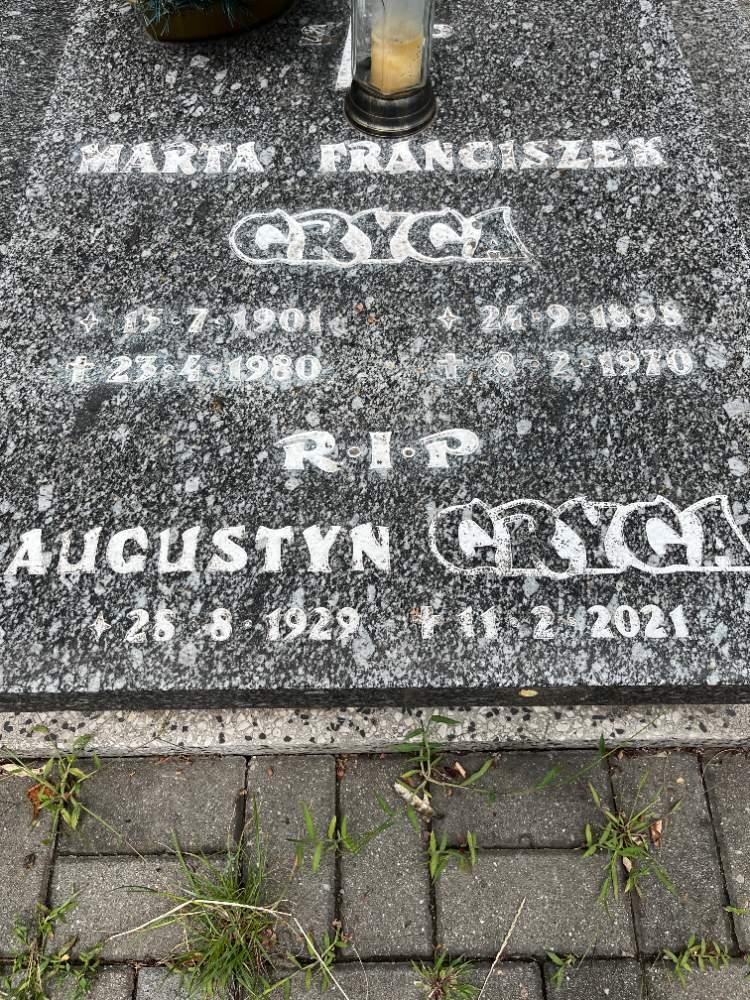 MARTA FRANCISZEK
GRYGA
15·7·1901 24·9·1898
✝ 23·4·1980 ✝ 8·2·1970
R·I·P
AUGUSTYN GRYGA
28·8·1929 ✝ 11·2·2021